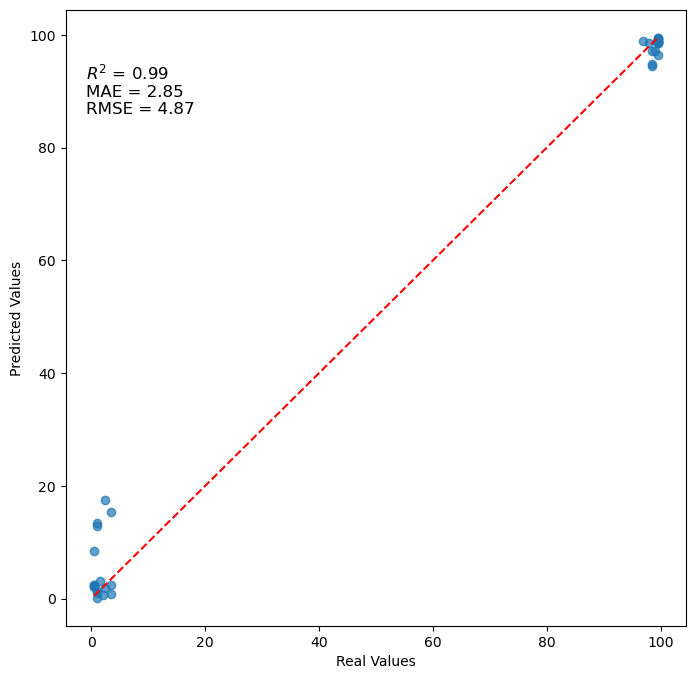 R² = 0.99
MAE = 2.85
RMSE = 4.87
100
80
60
40
20
0
Predicted Values
0 20 40 60 80 100
Real Values